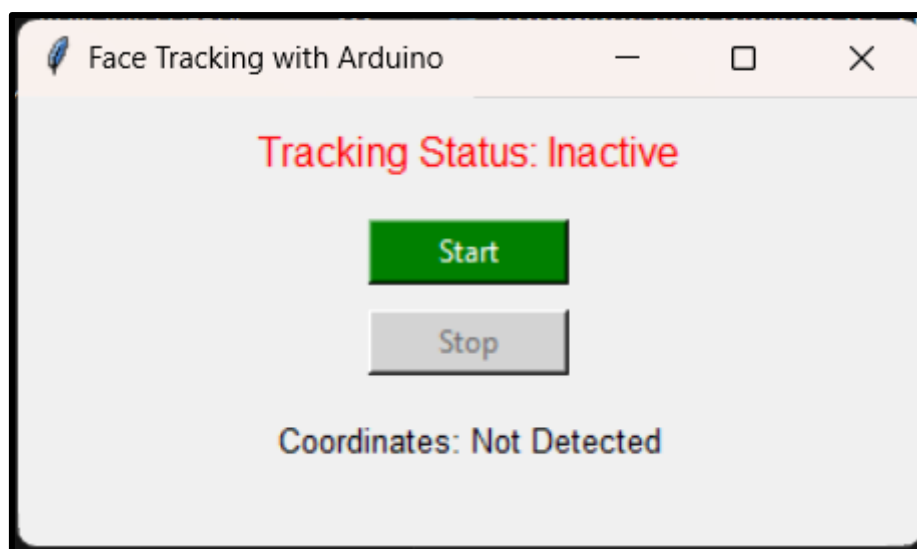 Face Tracking with Arduino
Tracking Status: Inactive
Start
Stop
Coordinates: Not Detected